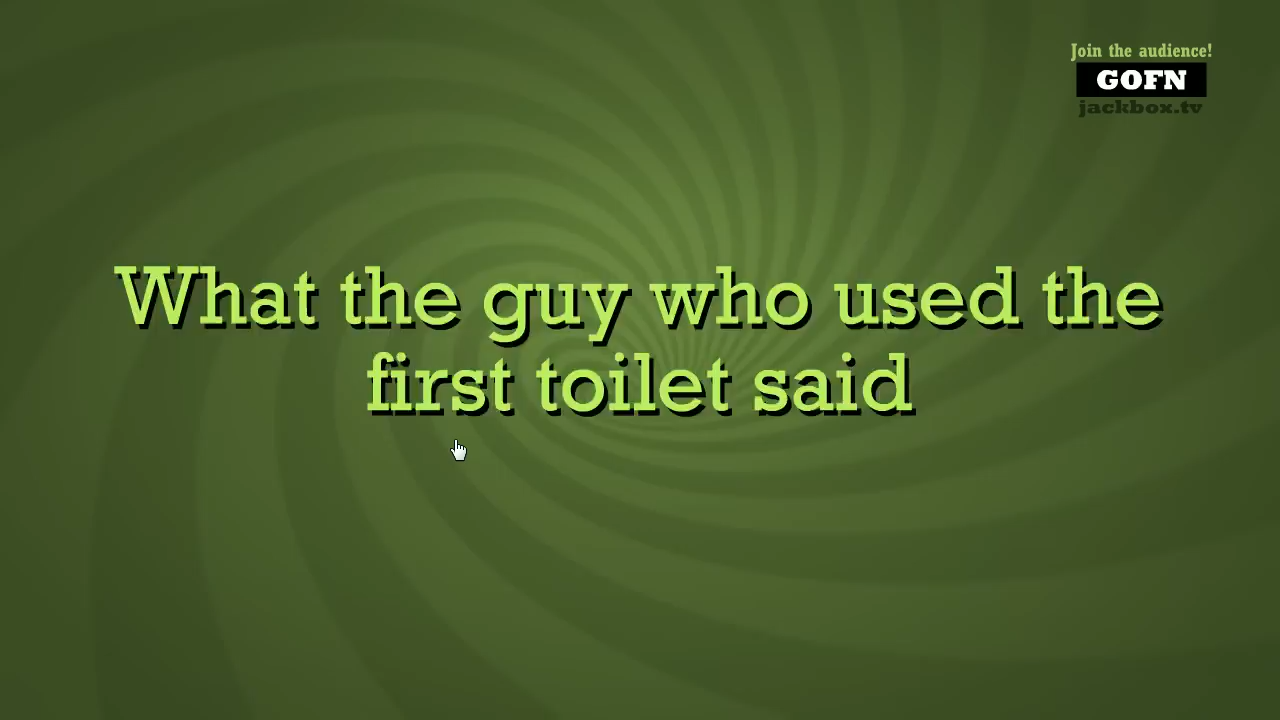 Join the audience!
GOFN
jackbox.tv
What the guy who used the
first toilet said